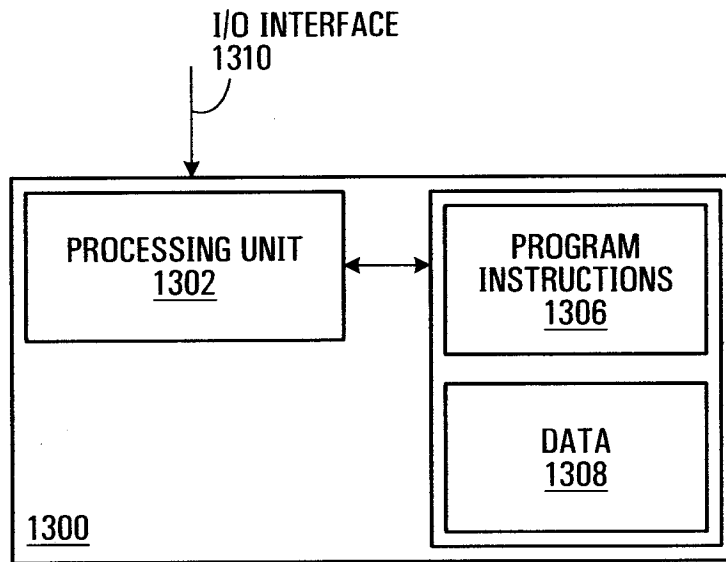 I/O INTERFACE
1310
PROCESSING UNIT
1302
PROGRAM
INSTRUCTIONS
1306
DATA
1308
1300